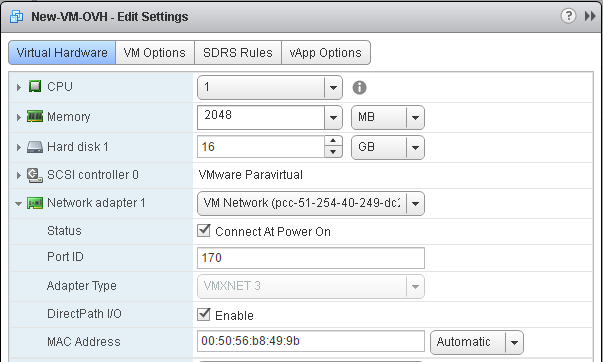 New-VM-OVH - Edit Settings
Virtual Hardware VM Options SDRS Rules vApp Options
CPU 1
Memory 2048 MB
Hard disk 1 16 GB
SCSI controller 0 VMware Paravirtual
Network adapter 1 VM Network (pcc-51-254-40-249-dc2
Status Connect At Power On
Port ID 170
Adapter Type VMXNET 3
DirectPath I/O Enable
MAC Address 00:50:56:b8:49:9b Automatic